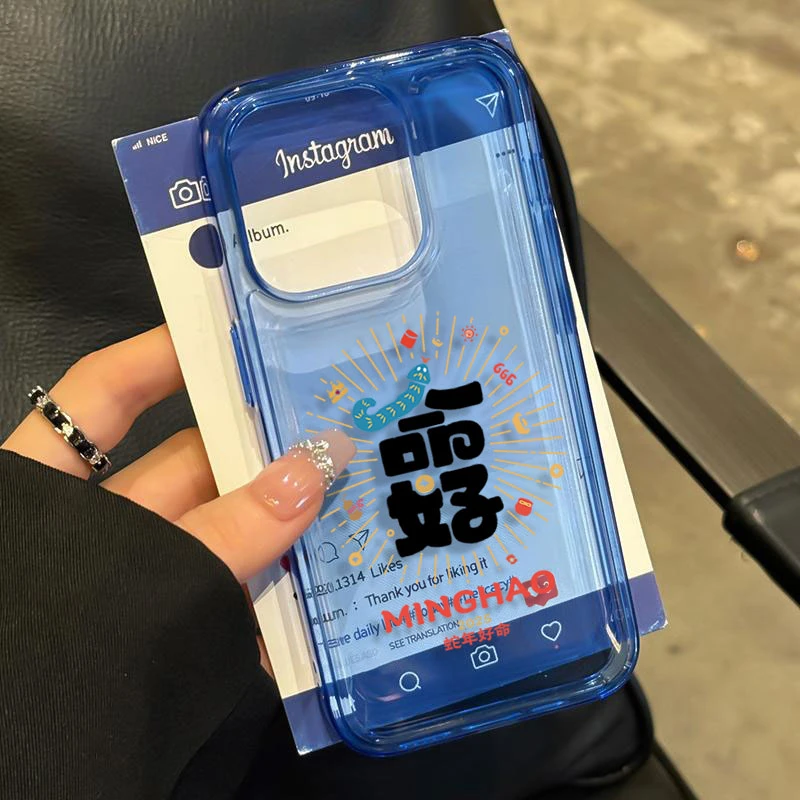 NICE
Instagram
Album.
666
命
好
1314 Likes
Thank you for liking it
daily
MINGHAO
SEE TRANSLATION
蛇年好命